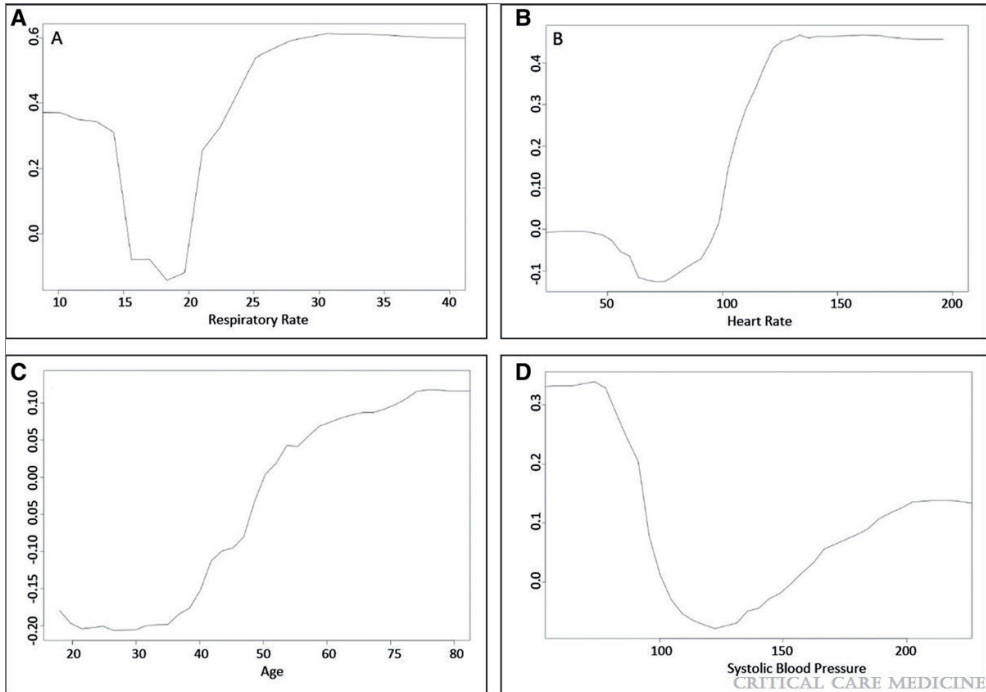 A
A
0.6
0.4
0.2
0.0
10 15 20 25 30 35 40
Respiratory Rate
B
B
0.4
0.3
0.2
0.10
0.0
-0.1
50 100 150 200
Heart Rate
C
0.10
0.05
0.00
0.05
-0.10
-0.15
-0.20
20 30 40 50 60 75 80
Age
D
0.3
0.2
0.1
0.0
100 150 200
Systolic Blood Pressure
CRITICAL CARE MEDICINE